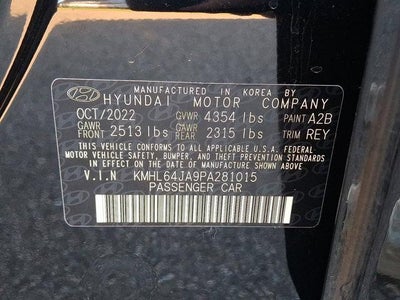 MANUFACTURED IN KOREA BY
HYUNDAI MOTOR COMPANY
OCT/2022 GVWR 4354 lbs PAINT A2B
GAWR FRONT 2513 lbs GAWR REAR 2315 lbs TRIM REY
THIS VEHICLE CONFORMS TO ALL APPLICABLE U.S.A. FEDERAL
MOTOR VEHICLE SAFETY, BUMPER, AND THEFT PREVENTION STANDARDS
IN EFFECT ON THE DATE OF MANUFACTURE SHOWN ABOVE.
V.I.N KMHL64JA9PA281015
PASSENGER CAR